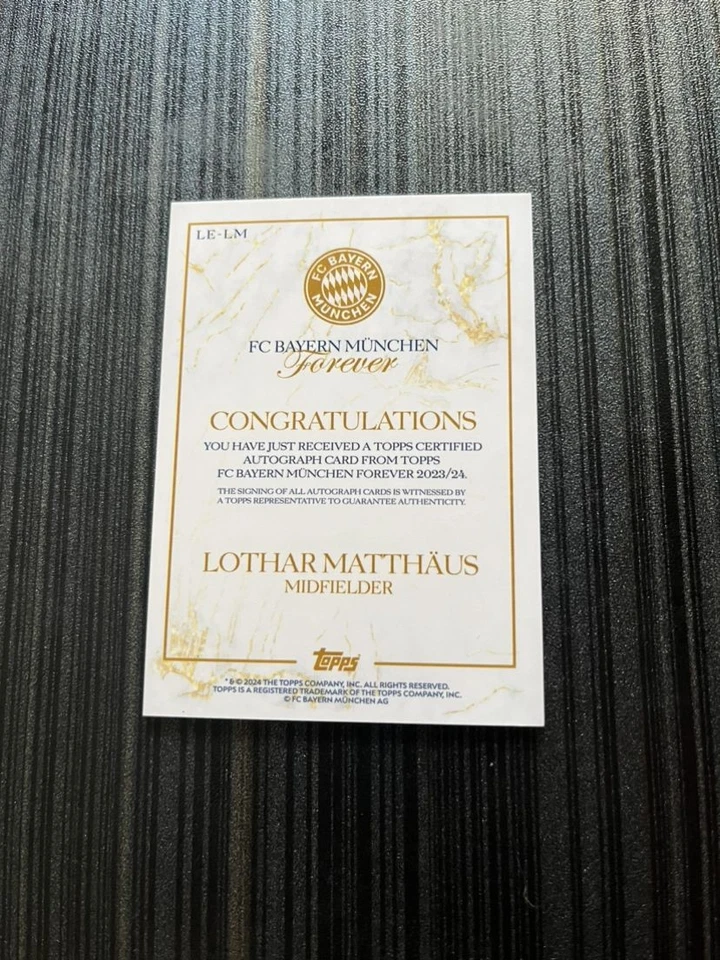 LE-LM
FC BAYERN
MÜNCHEN
FC BAYERN MÜNCHEN
Forever
CONGRATULATIONS
YOU HAVE JUST RECEIVED A TOPPS CERTIFIED
AUTOGRAPH CARD FROM TOPPS
FC BAYERN MÜNCHEN FOREVER 2023/24.
THE SIGNING OF ALL AUTOGRAPH CARDS IS WITNESSED BY
A TOPPS REPRESENTATIVE TO GUARANTEE AUTHENTICITY.
LOTHAR MATTHÄUS
MIDFIELDER
topps
* & © 2024 THE TOPPS COMPANY, INC. ALL RIGHTS RESERVED.
TOPPS IS A REGISTERED TRADEMARK OF THE TOPPS COMPANY, INC.
© FC BAYERN MÜNCHEN AG